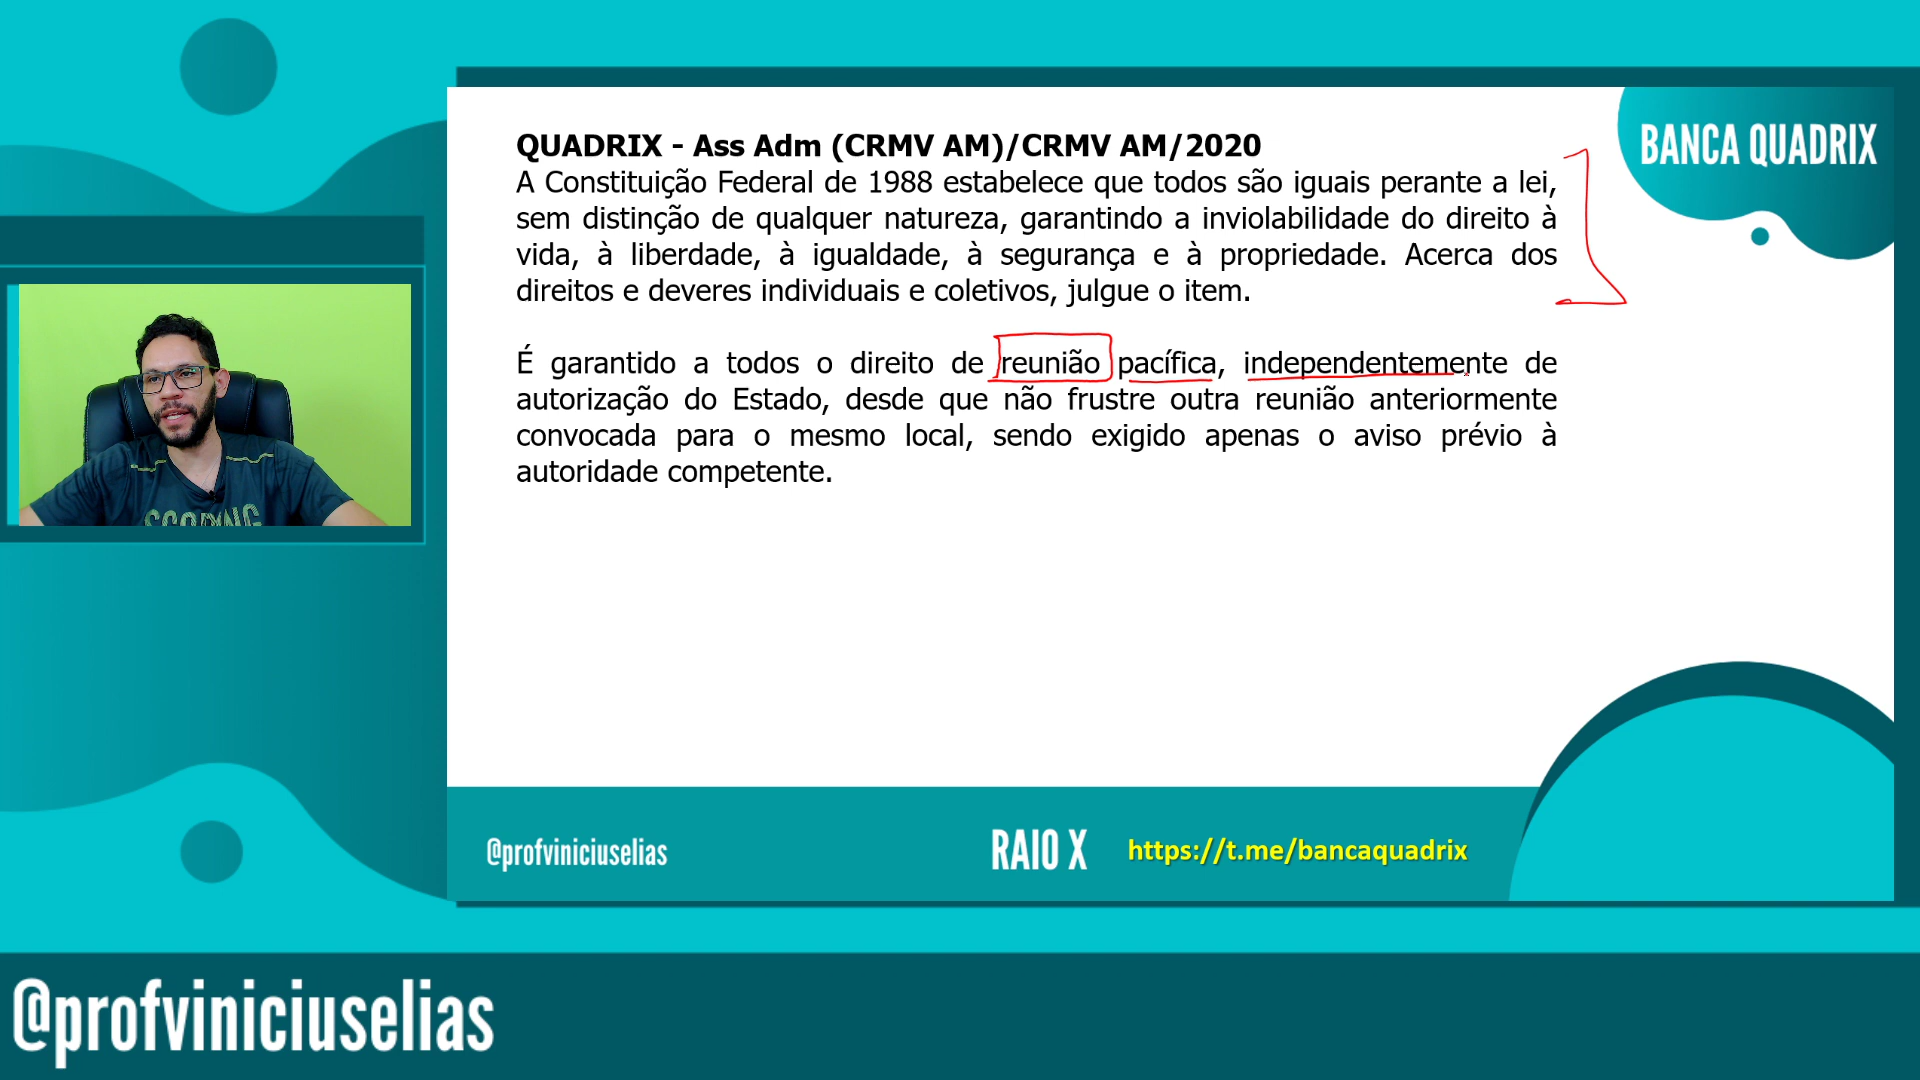 QUADRIX - Ass Adm (CRMV AM)/CRMV AM/2020
A Constituição Federal de 1988 estabelece que todos são iguais perante a lei,
sem distinção de qualquer natureza, garantindo a inviolabilidade do direito à
vida, à liberdade, à igualdade, à segurança e à propriedade. Acerca dos
direitos e deveres individuais e coletivos, julgue o item.
É garantido a todos o direito de reunião pacífica, independentemente de
autorização do Estado, desde que não frustre outra reunião anteriormente
convocada para o mesmo local, sendo exigido apenas o aviso prévio à
autoridade competente.
BANCA QUADRIX
SCORPING
@profviniciuselias
RAIO X
https://t.me/bancaquadrix
@profviniciuselias